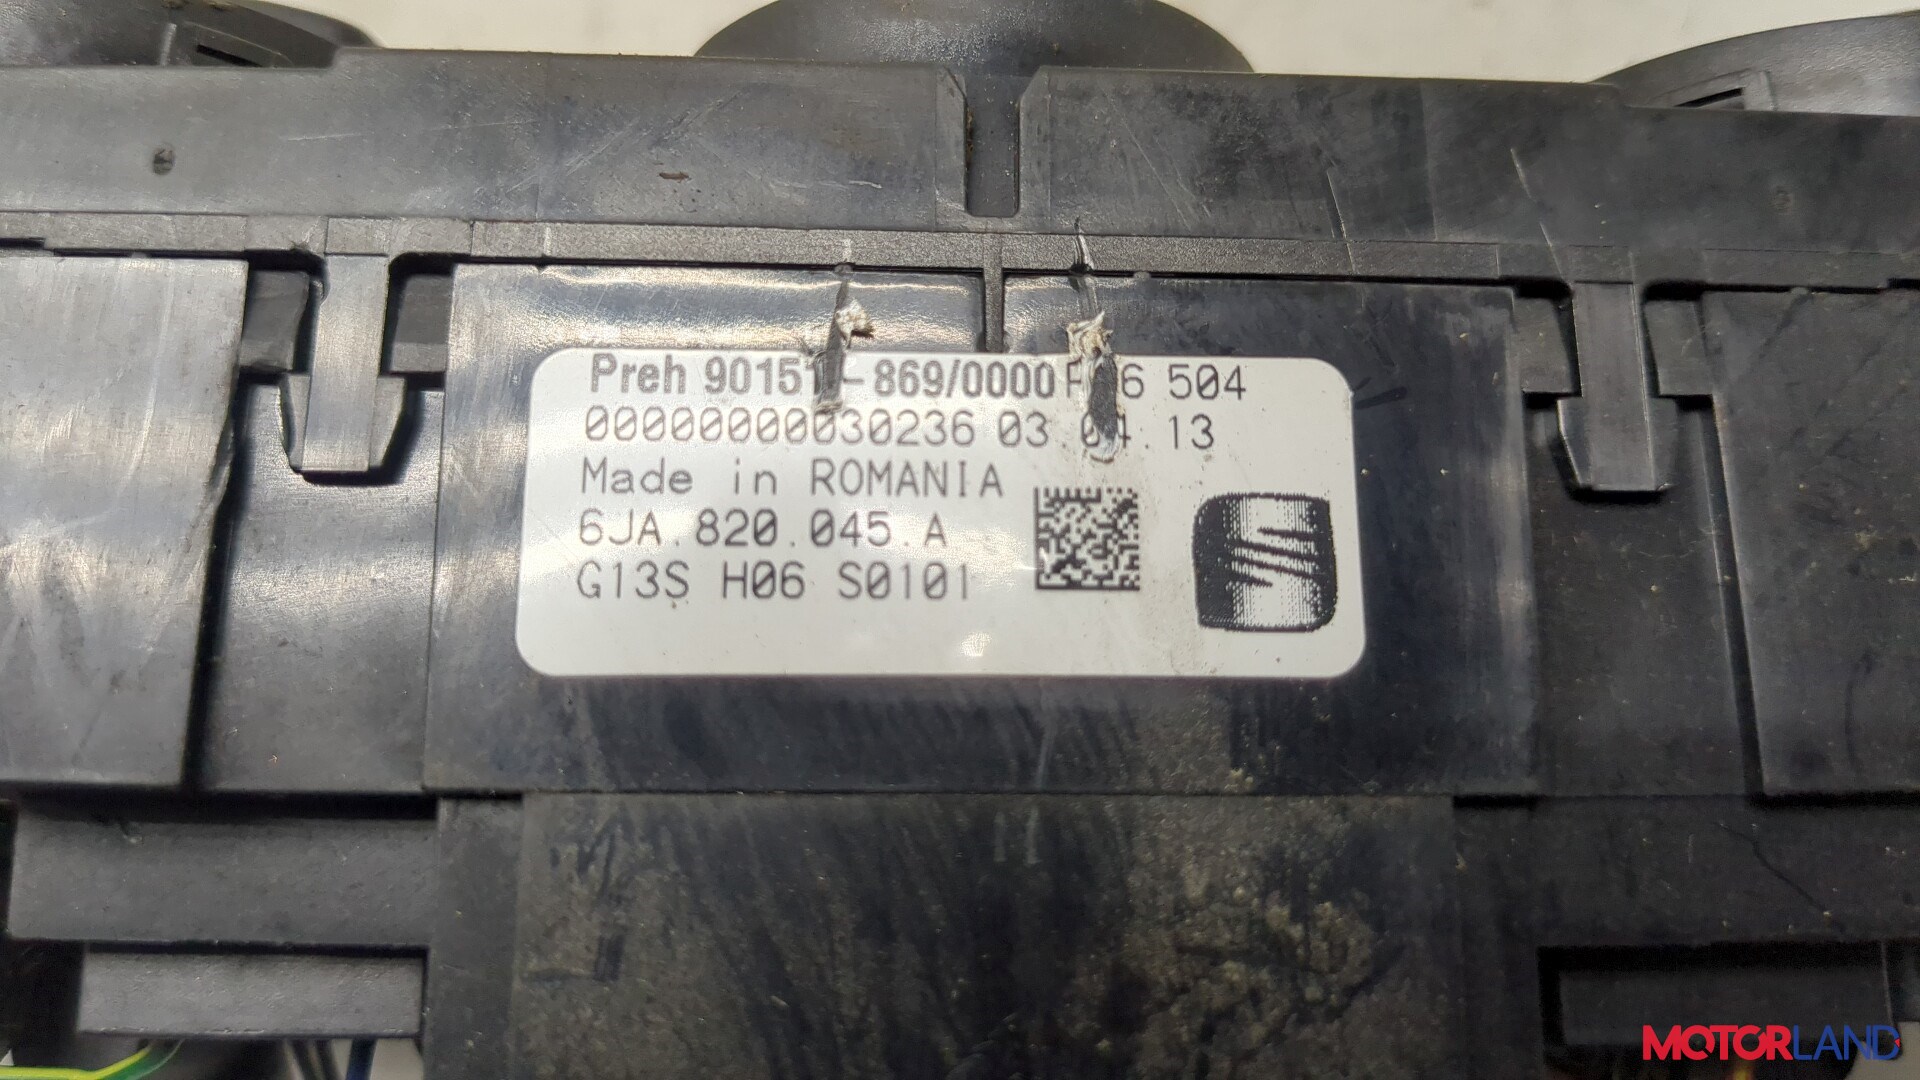 Preh - 869/0000 504
00000000030236 03 .13
Made in ROMANIA
6JA.820.045.A
G13S H06 S0101
MOTORLAND